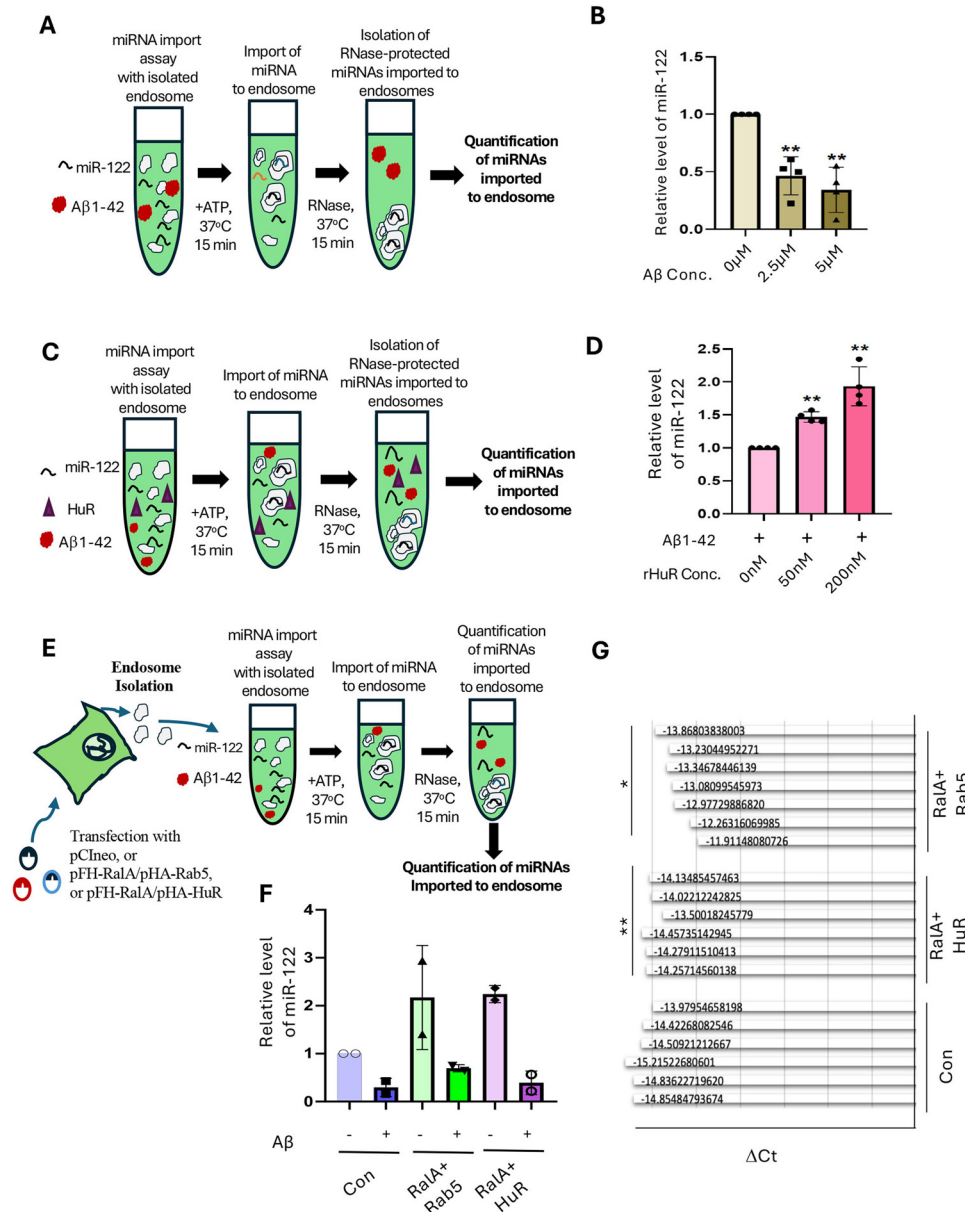 A
miRNA import
assay
with isolated
endosome
Import of
miRNA
to endosome
Isolation of
RNase-protected
miRNAs imported to
endosomes
miR-122
Aβ1-42
+ATP,
37ºC
15 min
RNase,
37ºC
15 min
Quantification
of miRNAs
imported
to endosome
B
Relative level of miR-122
1.0
0.5
0.0
**
**
Aβ Conc.
0μM
2.5μM
5μM
C
miRNA import
assay
with isolated
endosome
Import of miRNA
to endosome
Isolation of
RNase-protected
miRNAs imported to
endosomes
miR-122
HuR
Aβ1-42
+ATP,
37ºC
15 min
RNase,
37ºC
15 min
Quantification
of miRNAs
imported
to endosome
D
Relative level
of miR-122
2.5
2.0
1.5
1.0
0.5
0.0
**
**
Aβ1-42
+
+
+
rHuR Conc.
0nM
50nM
200nM
E
Endosome
Isolation
miR-122
Aβ1-42
Transfection with
pCIneo, or
pFH-RalA/pHA-Rab5,
or pFH-RalA/pHA-HuR
miRNA import
assay
with isolated
endosome
Import of miRNA
to endosome
Quantification
of miRNAs
imported
to endosome
+ATP,
37ºC
15 min
RNase,
37ºC
15 min
Quantification of miRNAs
Imported to endosome
F
Relative level
of miR-122
4
3
2
1
0
Aβ
-
+
-
+
-
+
Con
RalA+
Rab5
RalA+
HuR
G
*
-13.86803838003
-13.23044952271
-13.34678446139
-13.08099545973
-12.97729886820
-12.26316069985
-11.91148080726
RalA+
Rab5
**
-14.13485457463
-14.02212242825
-13.50018245779
-14.45735142945
-14.27911510413
-14.25714560138
RalA+
HuR
-13.97954658198
-14.42268082546
-14.50921212667
-15.21522680601
-14.83622719620
-14.85484793674
Con
ΔCt